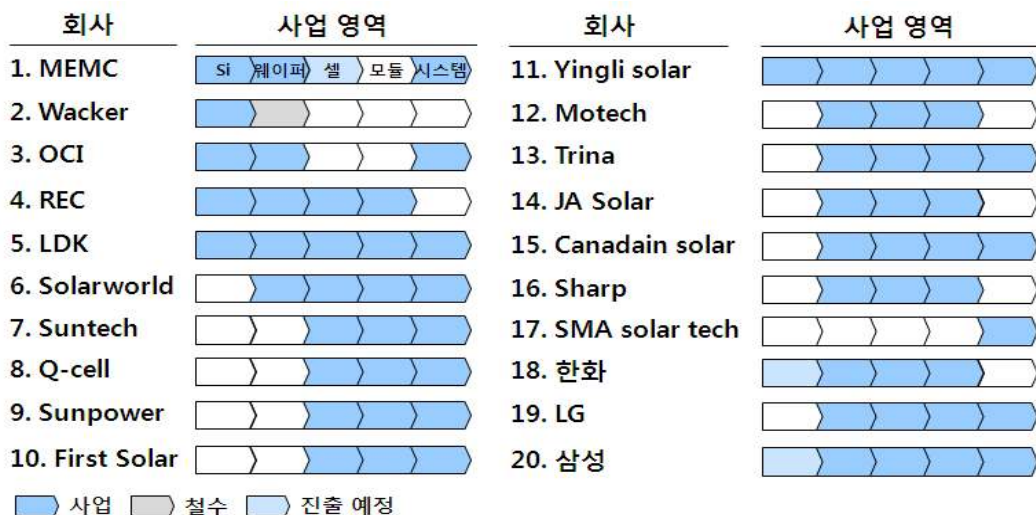 회사 사업 영역
1. MEMC Si 웨이퍼 셀 모듈 시스템
2. Wacker
3. OCI
4. REC
5. LDK
6. Solarworld
7. Suntech
8. Q-cell
9. Sunpower
10. First Solar
회사 사업 영역
11. Yingli solar
12. Motech
13. Trina
14. JA Solar
15. Canadain solar
16. Sharp
17. SMA solar tech
18. 한화
19. LG
20. 삼성
사업 철수 진출 예정